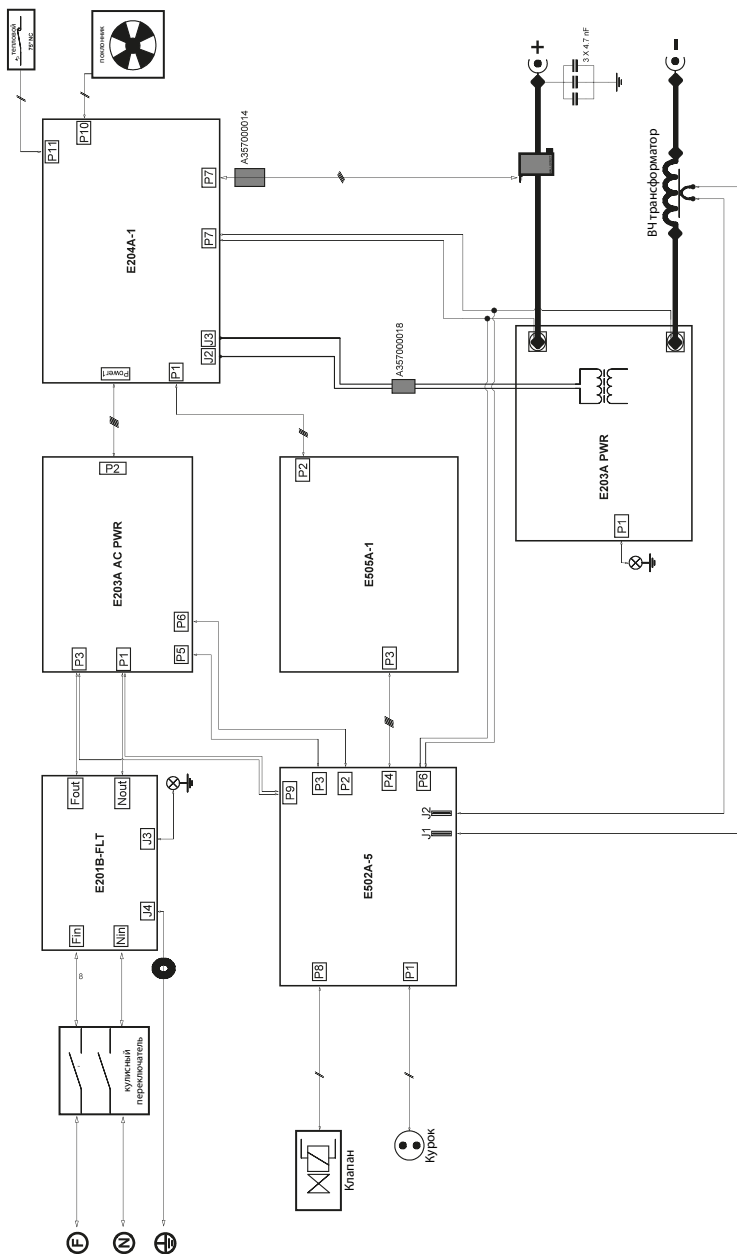 тепловой
75° NC
поклонник
P11
P10
E204A-1
P7
A357000014
P7
J3
J2
Power1
P1
A357000018
+
3 X 4.7 nF
-
ВЧ трансформатор
E203A PWR
P1
P2
E203A AC PWR
P3
P1
P6
P5
P2
E505A-1
P3
Fout
Nout
E201B-FLT
J3
J4
Fin
Nin
8
P9
P3
P2
P4
P6
J2
J1
E502A-5
P8
P1
кулисный
переключатель
Клапан
Курок
F
N